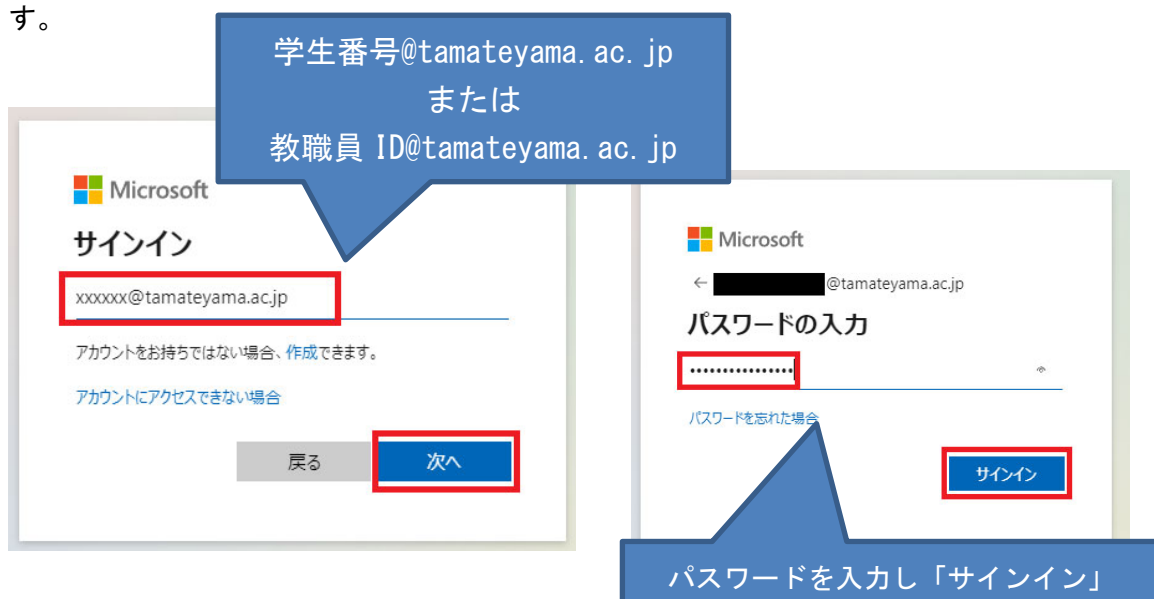 す。
学生番号@tamateyama.ac.jp
または
教職員 ID@tamateyama.ac.jp
Microsoft
サインイン
xxxxxx@tamateyama.ac.jp
アカウントをお持ちではない場合、作成できます。
アカウントにアクセスできない場合
戻る
次へ
Microsoft
← @tamateyama.ac.jp
パスワードの入力
••••••••••••••••
パスワードを忘れた場合
サインイン
パスワードを入力し「サインイン」